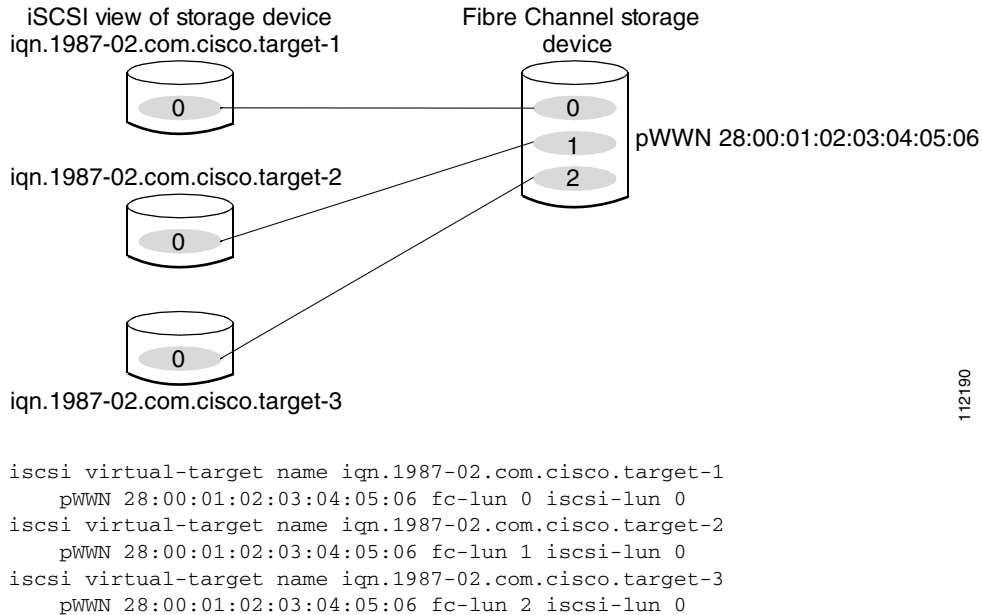 iSCSI view of storage device
iqn.1987-02.com.cisco.target-1
0
Fibre Channel storage
device
0
1
2
pWWN 28:00:01:02:03:04:05:06
iqn.1987-02.com.cisco.target-2
0
0
iqn.1987-02.com.cisco.target-3
112190
iscsi virtual-target name iqn.1987-02.com.cisco.target-1
pWWN 28:00:01:02:03:04:05:06 fc-lun 0 iscsi-lun 0
iscsi virtual-target name iqn.1987-02.com.cisco.target-2
pWWN 28:00:01:02:03:04:05:06 fc-lun 1 iscsi-lun 0
iscsi virtual-target name iqn.1987-02.com.cisco.target-3
pWWN 28:00:01:02:03:04:05:06 fc-lun 2 iscsi-lun 0